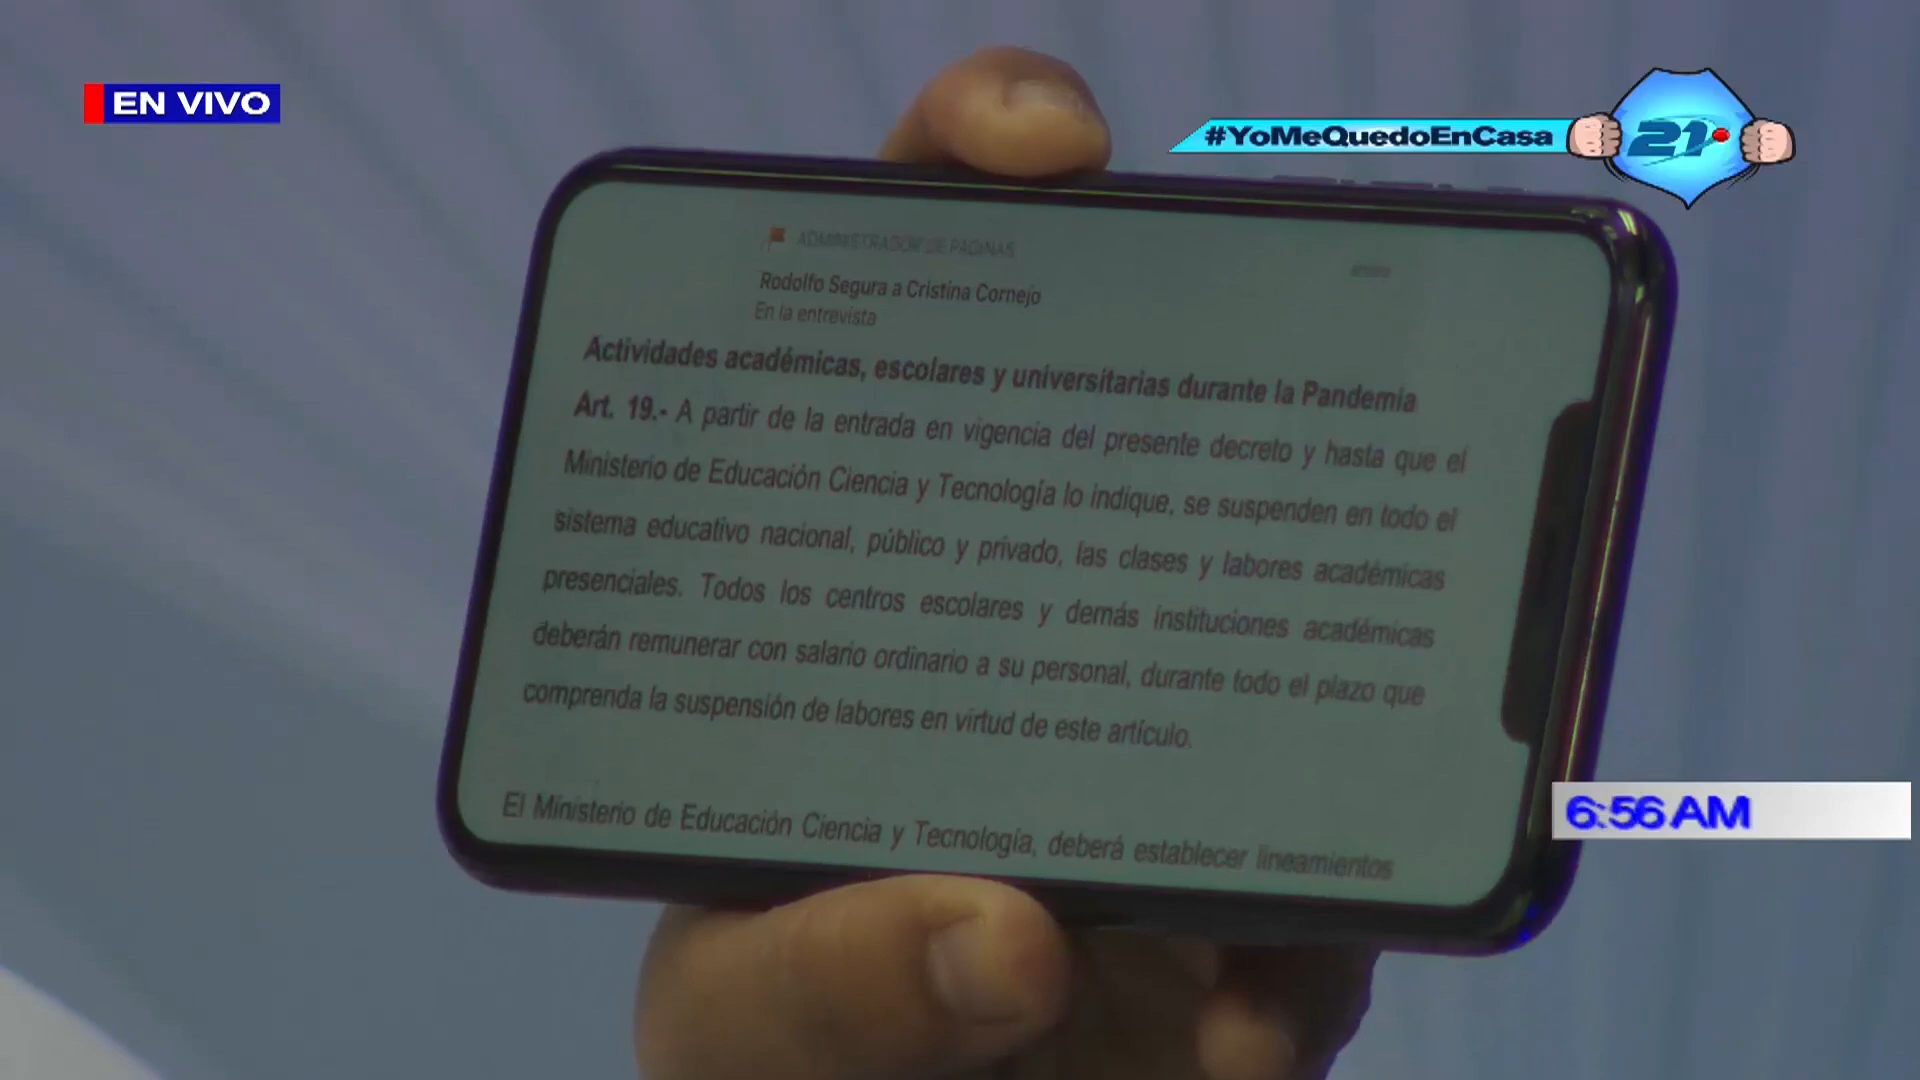 EN VIVO
#YoMeQuedoEnCasa
21
ADMINISTRADOR DE PÁGINAS
Rodolfo Segura a Cristina Cornejo
En la entrevista
Actividades académicas, escolares y universitarias durante la Pandemia
Art. 19.- A partir de la entrada en vigencia del presente decreto y hasta que el
Ministerio de Educación Ciencia y Tecnología lo indique, se suspenden en todo el
sistema educativo nacional, público y privado, las clases y labores académicas
presenciales. Todos los centros escolares y demás instituciones académicas
deberán remunerar con salario ordinario a su personal, durante todo el plazo que
comprenda la suspensión de labores en virtud de este artículo.
El Ministerio de Educación Ciencia y Tecnología, deberá establecer lineamientos
6:56 AM